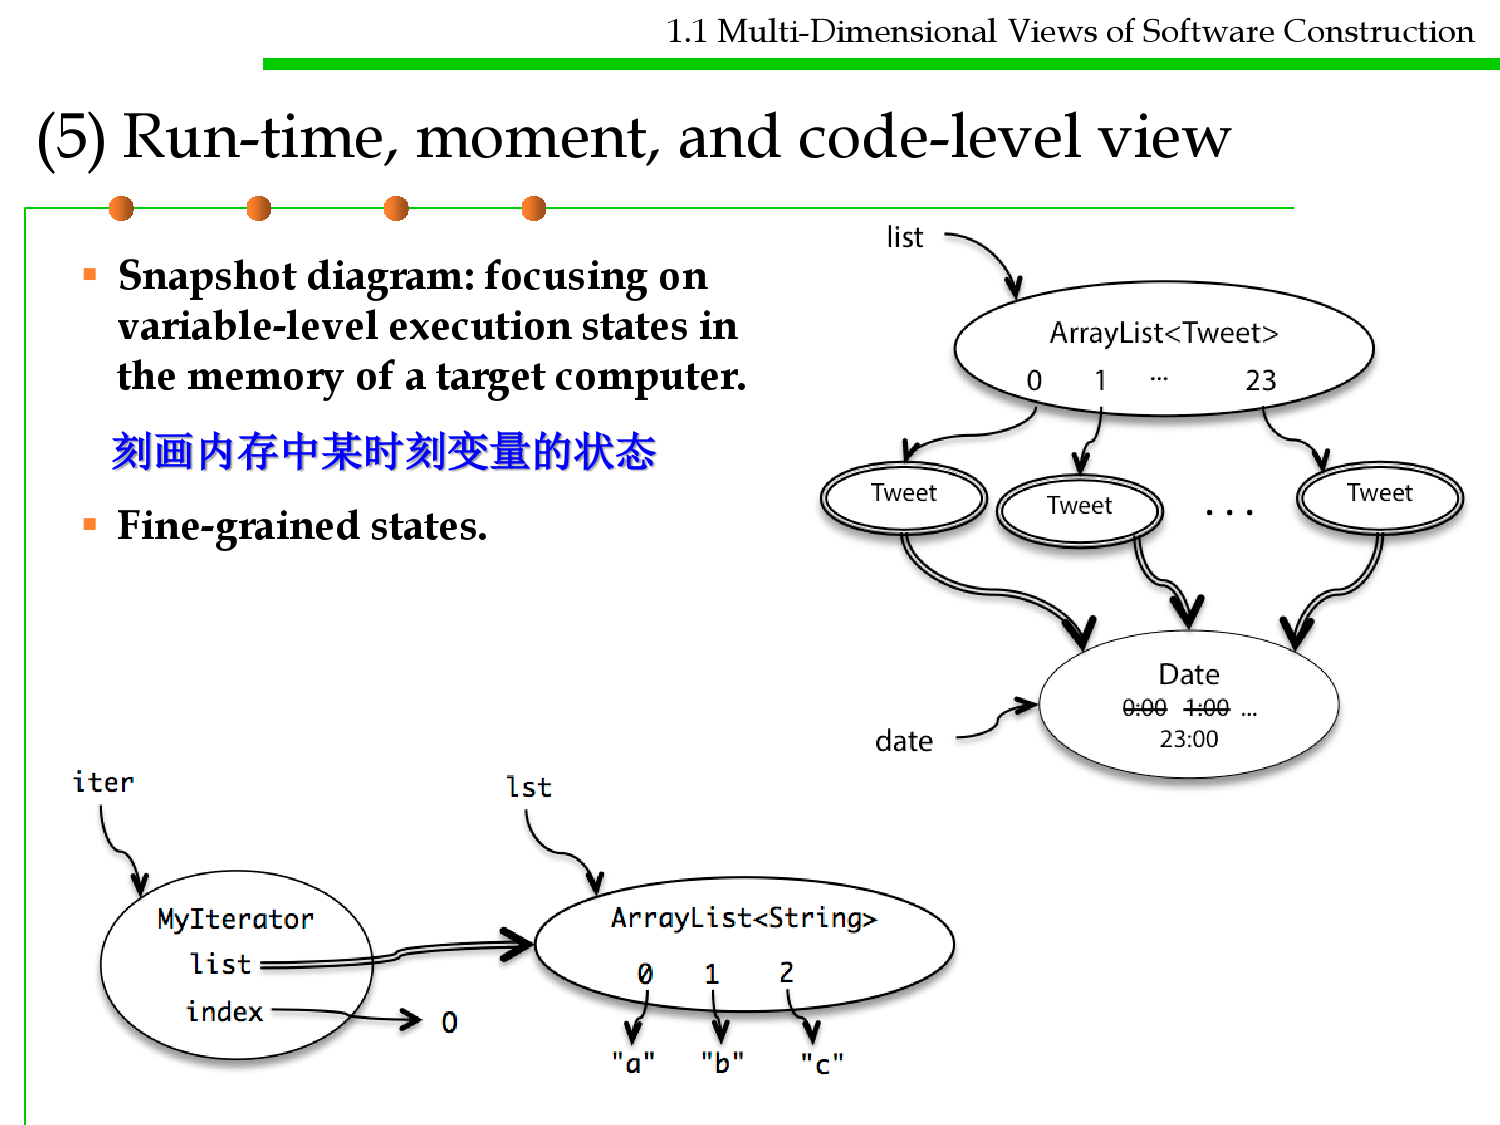 1.1 Multi-Dimensional Views of Software Construction
(5) Run-time, moment, and code-level view
Snapshot diagram: focusing on
variable-level execution states in
the memory of a target computer.
刻画内存中某时刻变量的状态
Fine-grained states.
list
ArrayList<Tweet>
0 1 ... 23
Tweet
Tweet
. . .
Tweet
Date
0:00 1:00 ...
23:00
date
iter
MyIterator
list
index
0
lst
ArrayList<String>
0 1 2
"a" "b" "c"